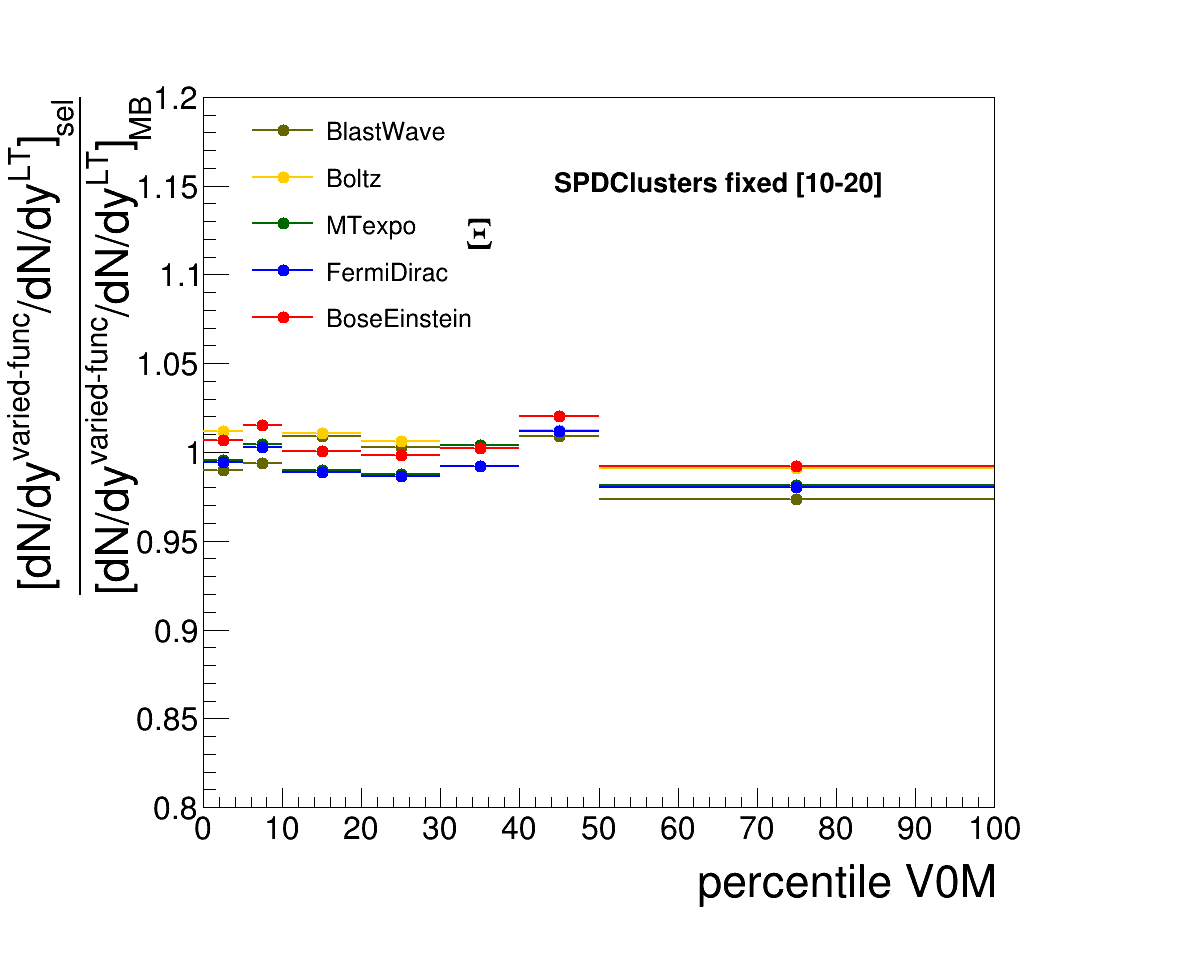 [dN/dy^varied-func/dN/dy^LT]_sel
[dN/dy^varied-func/dN/dy^LT]_MB
1.2
1.15
1.1
1.05
1
0.95
0.9
0.85
0.8
BlastWave
Boltz
MTexpo
FermiDirac
BoseEinstein
Ξ
SPDClusters fixed [10-20]
0 10 20 30 40 50 60 70 80 90 100
percentile V0M